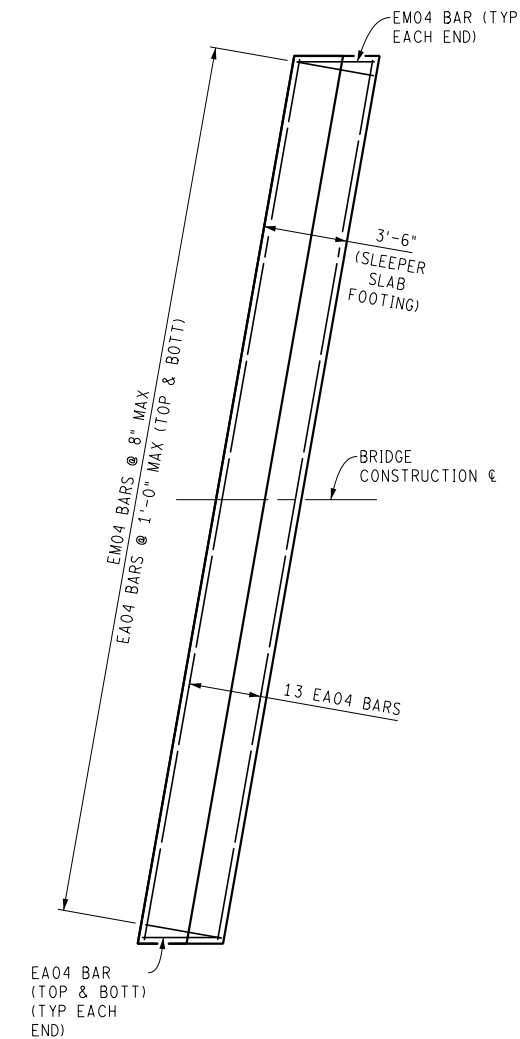 EM04 BAR (TYP
EACH END)
3'-6"
(SLEEPER
SLAB
FOOTING)
EM04 BARS @ 8" MAX
EA04 BARS @ 1'-0" MAX (TOP & BOTT)
BRIDGE
CONSTRUCTION ℄
13 EA04 BARS
EA04 BAR
(TOP & BOTT)
(TYP EACH
END)